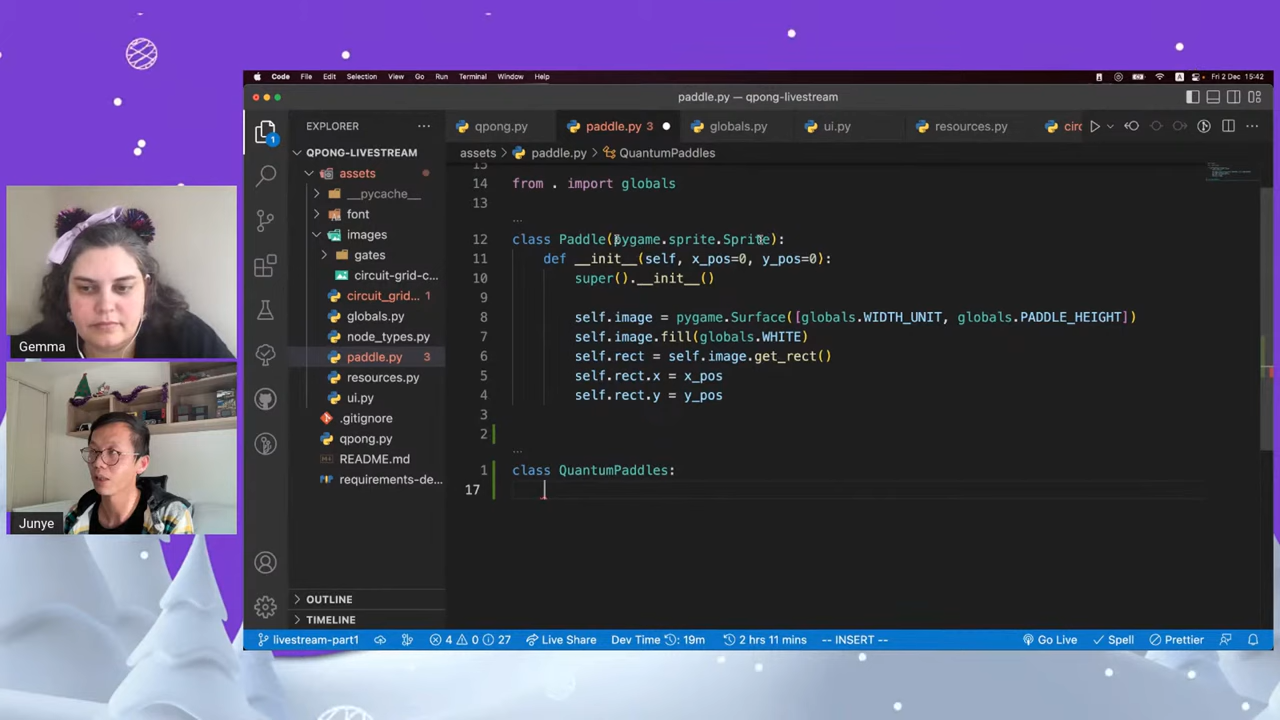 Code File Edit Selection View Go Run Terminal Window Help
A Fri 2 Dec 15:42
paddle.py — qpong-livestream
EXPLORER ...
qpong.py paddle.py 3 globals.py ui.py resources.py circ
assets > paddle.py > QuantumPaddles
1
QPONG-LIVESTREAM
assets
__pycache__
font
images
gates
circuit-grid-c...
circuit_grid... 1
globals.py
node_types.py
paddle.py 3
resources.py
ui.py
.gitignore
qpong.py
README.md
requirements-de...
OUTLINE
TIMELINE
15
14 from . import globals
13
...
12 class Paddle(pygame.sprite.Sprite):
11 def __init__(self, x_pos=0, y_pos=0):
10 super().__init__()
9
8 self.image = pygame.Surface([globals.WIDTH_UNIT, globals.PADDLE_HEIGHT])
7 self.image.fill(globals.WHITE)
6 self.rect = self.image.get_rect()
5 self.rect.x = x_pos
4 self.rect.y = y_pos
3
2
...
1 class QuantumPaddles:
17
livestream-part1 4 0 27 Live Share Dev Time: 19m 2 hrs 11 mins -- INSERT -- Go Live Spell Prettier
Gemma
Junye